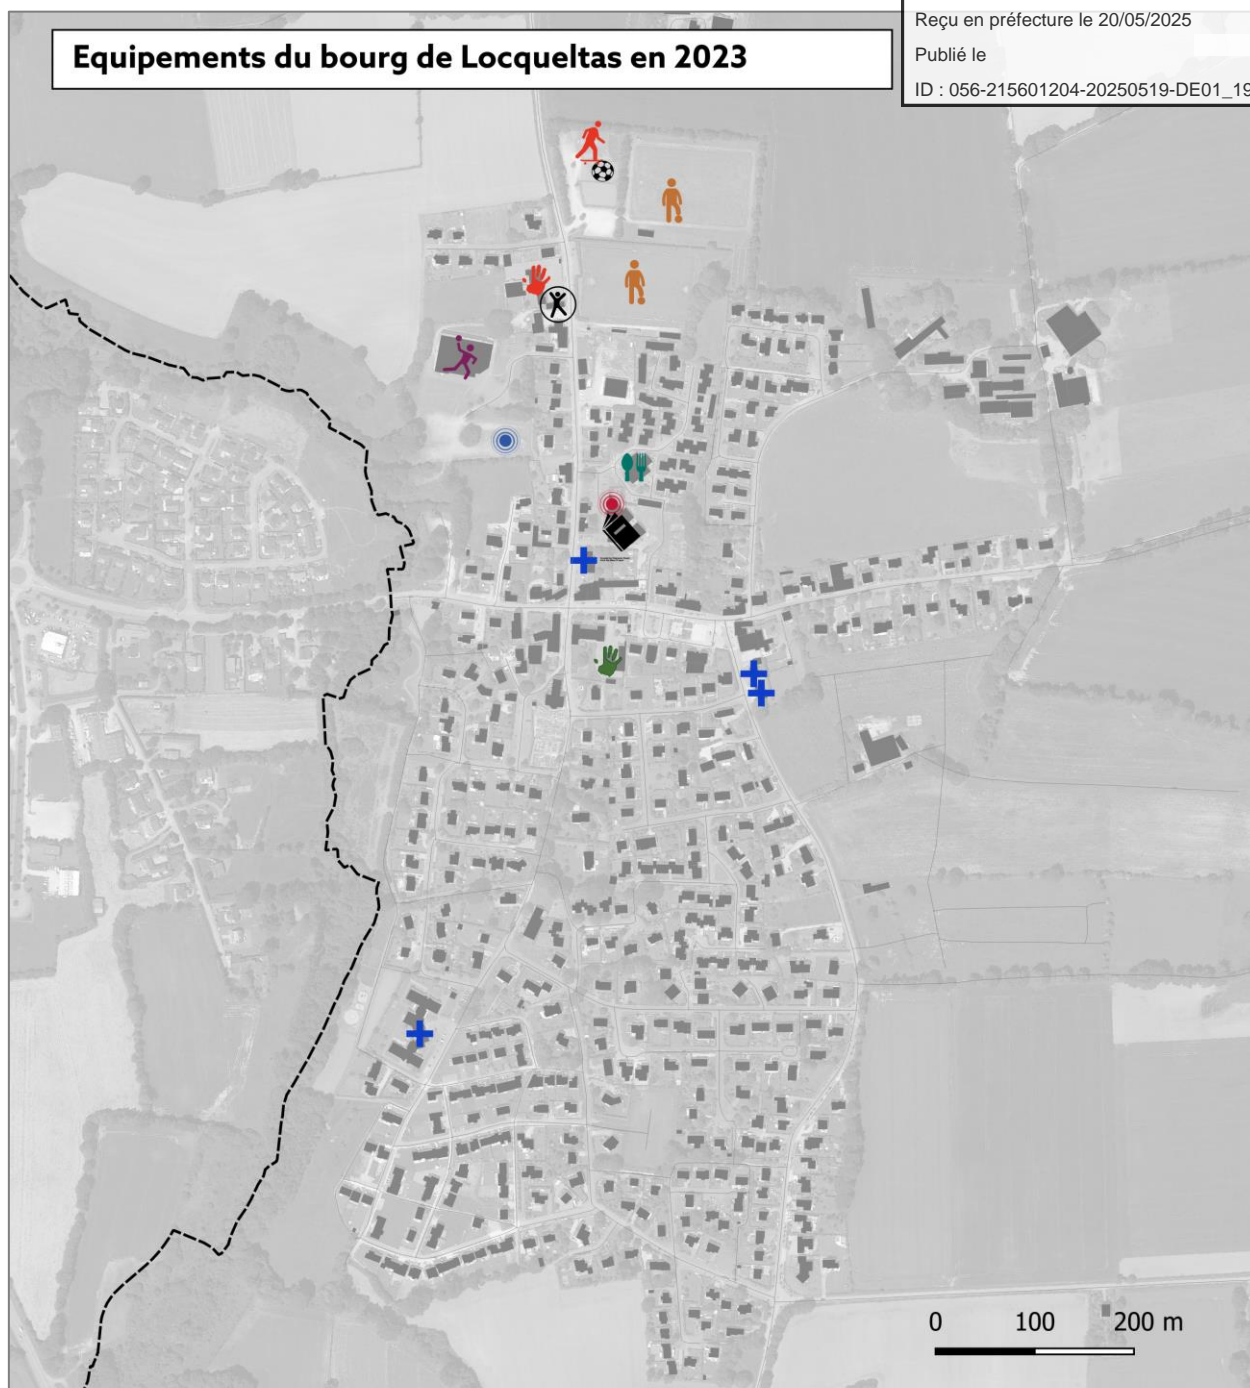 Reçu en préfecture le 20/05/2025
Publié le
ID : 056-215601204-20250519-DE01_19
Equipements du bourg de Locqueltas en 2023
0 100 200 m